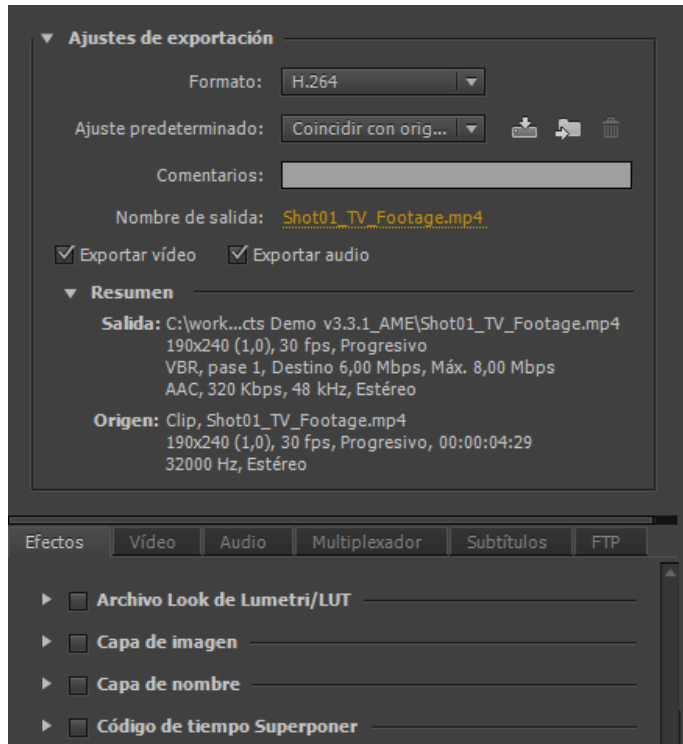 Ajustes de exportación
Formato: H.264
Ajuste predeterminado: Coincidir con orig...
Comentarios:
Nombre de salida: Shot01_TV_Footage.mp4
Exportar vídeo Exportar audio
Resumen
Salida: C:\work...cts Demo v3.3.1_AME\Shot01_TV_Footage.mp4
190x240 (1,0), 30 fps, Progresivo
VBR, pase 1, Destino 6,00 Mbps, Máx. 8,00 Mbps
AAC, 320 Kbps, 48 kHz, Estéreo
Origen: Clip, Shot01_TV_Footage.mp4
190x240 (1,0), 30 fps, Progresivo, 00:00:04:29
32000 Hz, Estéreo
Efectos Vídeo Audio Multiplexador Subtítulos FTP
Archivo Look de Lumetri/LUT
Capa de imagen
Capa de nombre
Código de tiempo Superponer